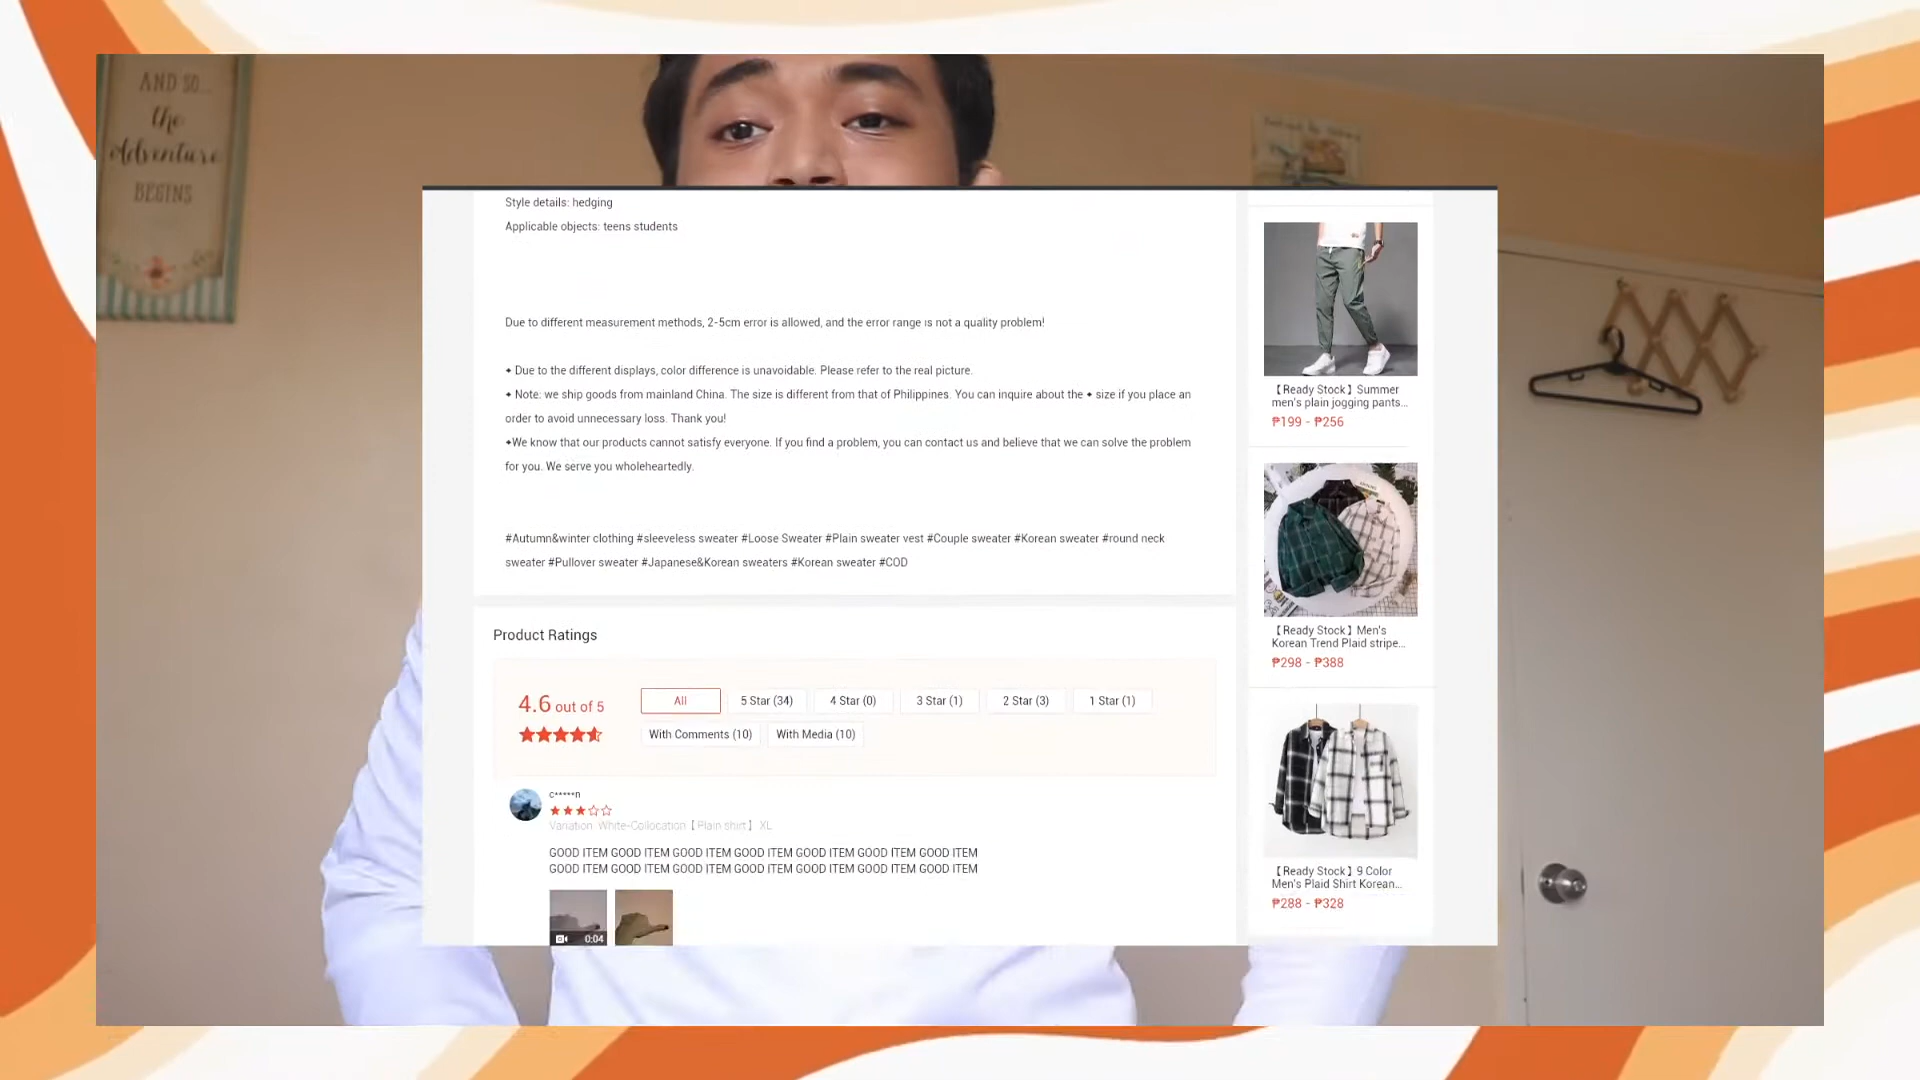 AND SO...
the
Adventure
BEGINS
Style details: hedging
Applicable objects: teens students
Due to different measurement methods, 2-5cm error is allowed, and the error range is not a quality problem!
✦ Due to the different displays, color difference is unavoidable. Please refer to the real picture.
✦ Note: we ship goods from mainland China. The size is different from that of Philippines. You can inquire about the ✦ size if you place an
order to avoid unnecessary loss. Thank you!
✦We know that our products cannot satisfy everyone. If you find a problem, you can contact us and believe that we can solve the problem
for you. We serve you wholeheartedly.
#Autumn&winter clothing #sleeveless sweater #Loose Sweater #Plain sweater vest #Couple sweater #Korean sweater #round neck
sweater #Pullover sweater #Japanese&Korean sweaters #Korean sweater #COD
Product Ratings
4.6 out of 5
All
5 Star (34)
4 Star (0)
3 Star (1)
2 Star (3)
1 Star (1)
With Comments (10)
With Media (10)
c*****n
Variation: White-Collocation【Plain shirt】 XL
GOOD ITEM GOOD ITEM GOOD ITEM GOOD ITEM GOOD ITEM GOOD ITEM GOOD ITEM
GOOD ITEM GOOD ITEM GOOD ITEM GOOD ITEM GOOD ITEM GOOD ITEM GOOD ITEM
0:04
【Ready Stock】Summer
men's plain jogging pants...
₱199 - ₱256
【Ready Stock】Men's
Korean Trend Plaid stripe...
₱298 - ₱388
【Ready Stock】9 Color
Men's Plaid Shirt Korean...
₱288 - ₱328